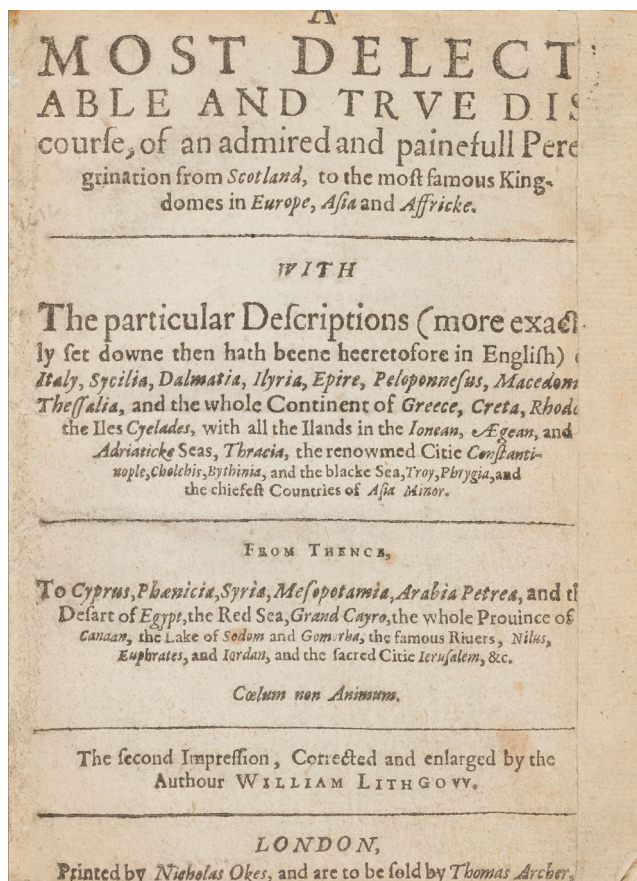 A
MOST DELECT
ABLE AND TRVE DIS
courſe, of an admired and painefull Pere
grination from Scotland, to the moſt famous King-
domes in Europe, Aſia and Affricke.
WITH
The particular Deſcriptions (more exact
ly ſet downe then hath beene heeretofore in Engliſh) o
Italy, Sycilia, Dalmatia, Ilyria, Epire, Peloponneſus, Macedoni
Theſſalia, and the whole Continent of Greece, Creta, Rhode
the Iles Cyclades, with all the Ilands in the Ionean, Ægean, and
Adriaticke Seas, Thracia, the renowmed Citie Conſtanti-
nople, Cholchis, Bythinia, and the blacke Sea, Troy, Phrygia, and
the chiefeſt Countries of Aſia Minor.
FROM THENCE,
To Cyprus, Phænicia, Syria, Meſopotamia, Arabia Petrea, and th
Deſart of Egypt, the Red Sea, Grand Cayro, the whole Prouince of
Canaan, the Lake of Sodom and Gomorha, the famous Riuers, Nilus,
Euphrates, and Iordan, and the sacred Citie Ieruſalem, &c.
Cœlum non Animum.
The ſecond Impreſſion, Corrected and enlarged by the
Authour WILLIAM LITHGOVV.
LONDON,
Printed by Nicholas Okes, and are to be ſold by Thomas Archer,